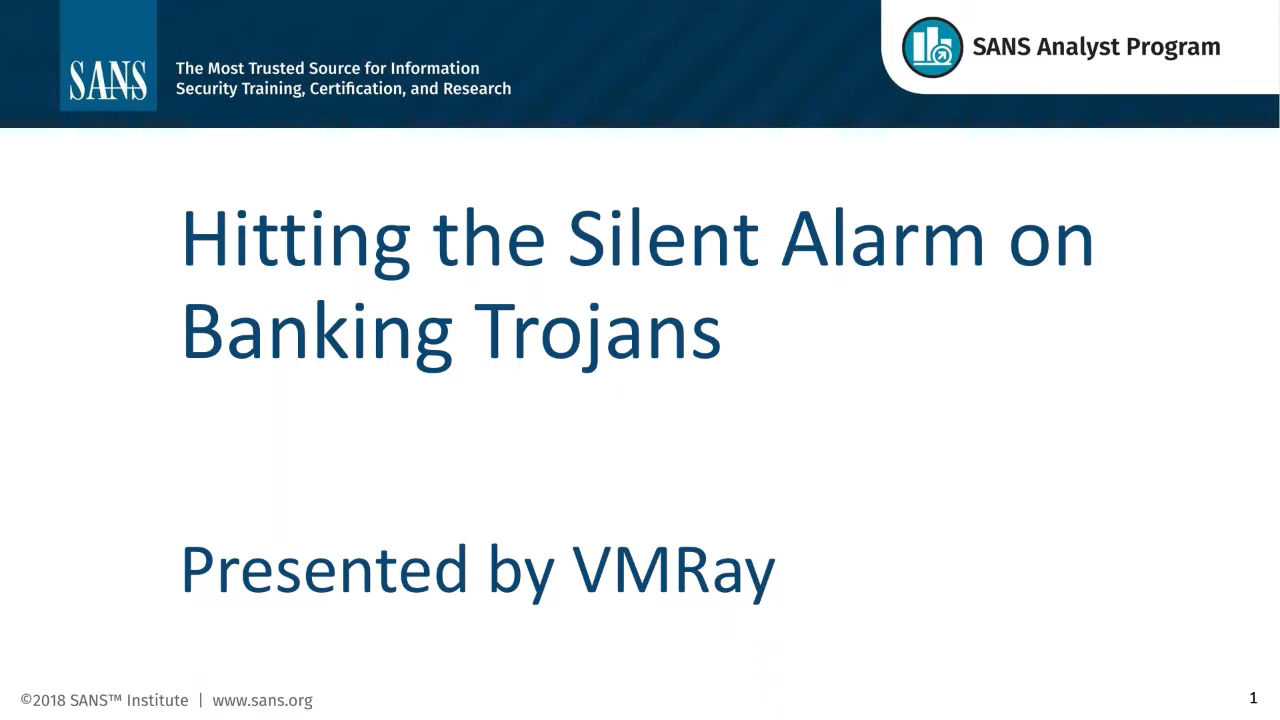 SANS
The Most Trusted Source for Information
Security Training, Certification, and Research
SANS Analyst Program
Hitting the Silent Alarm on
Banking Trojans
Presented by VMRay
©2018 SANS™ Institute | www.sans.org
1